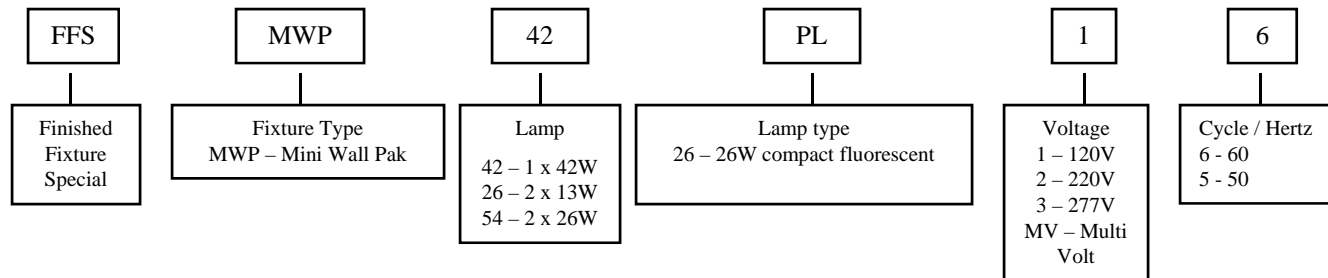 FFS MWP 42 PL 1 6
Finished
Fixture
Special
Fixture Type
MWP – Mini Wall Pak
Lamp
42 – 1 x 42W
26 – 2 x 13W
54 – 2 x 26W
Lamp type
26 – 26W compact fluorescent
Voltage
1 – 120V
2 – 220V
3 – 277V
MV – Multi
Volt
Cycle / Hertz
6 - 60
5 - 50